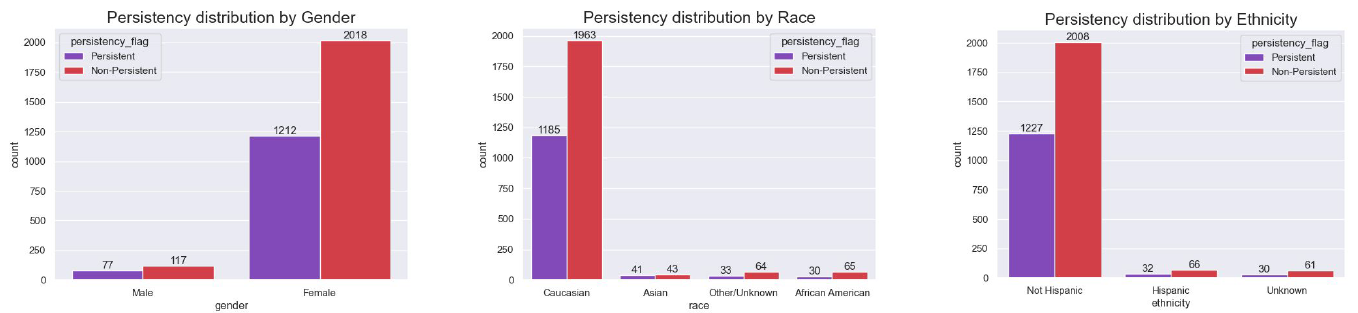 Persistency distribution by Gender
persistency_flag
Persistent
Non-Persistent
2000
1750
1500
1250
1000
750
500
250
0
count
77
117
1212
2018
Male
Female
gender
Persistency distribution by Race
persistency_flag
Persistent
Non-Persistent
2000
1750
1500
1250
1000
750
500
250
0
count
1185
1963
41
43
33
64
30
65
Caucasian
Asian
Other/Unknown
African American
race
Persistency distribution by Ethnicity
persistency_flag
Persistent
Non-Persistent
2000
1750
1500
1250
1000
750
500
250
0
count
1227
2008
32
66
30
61
Not Hispanic
Hispanic
Unknown
ethnicity